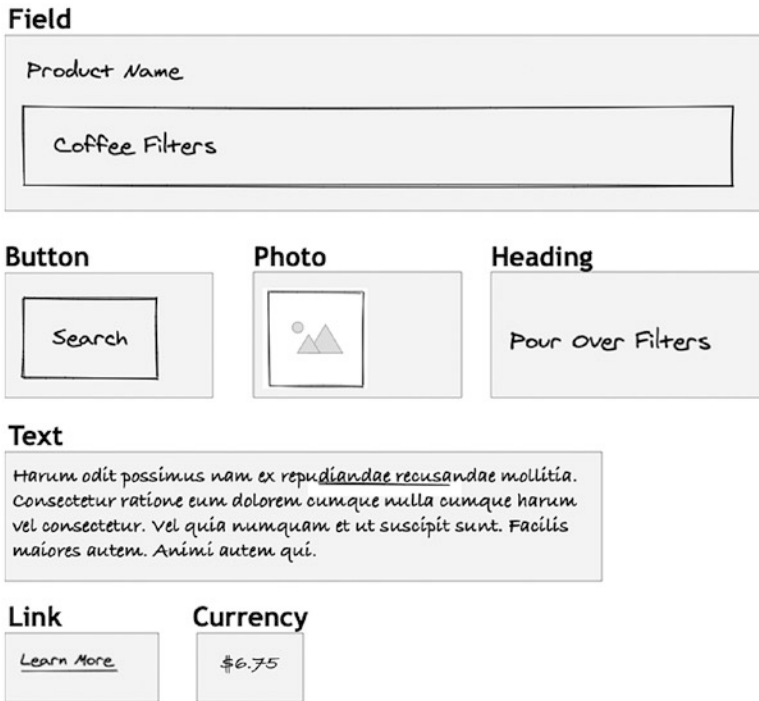 Field
Product Name
Coffee Filters
Button
Photo
Heading
Search
Pour Over Filters
Text
Harum odit possimus nam ex repudiandae recusandae mollitia.
Consectetur ratione eum dolorem cumque nulla cumque harum
vel consectetur. Vel quia numquam et ut suscipit sunt. Facilis
maiores autem. Animi autem qui.
Link
Currency
Learn More
$6.75